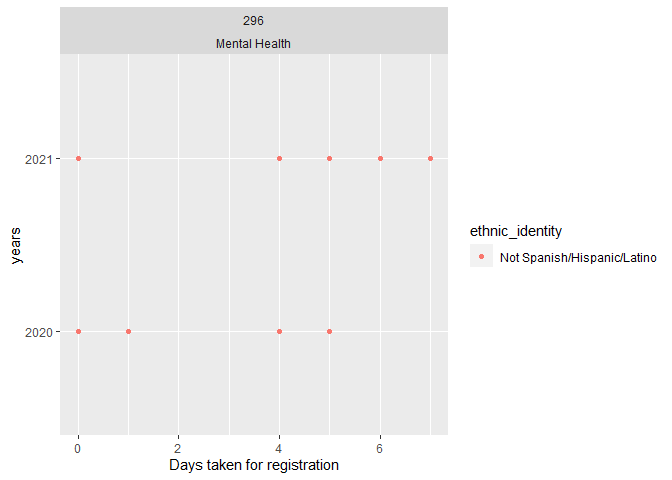 296
Mental Health
2021
2020
years
0
2
4
6
Days taken for registration
ethnic_identity
Not Spanish/Hispanic/Latino